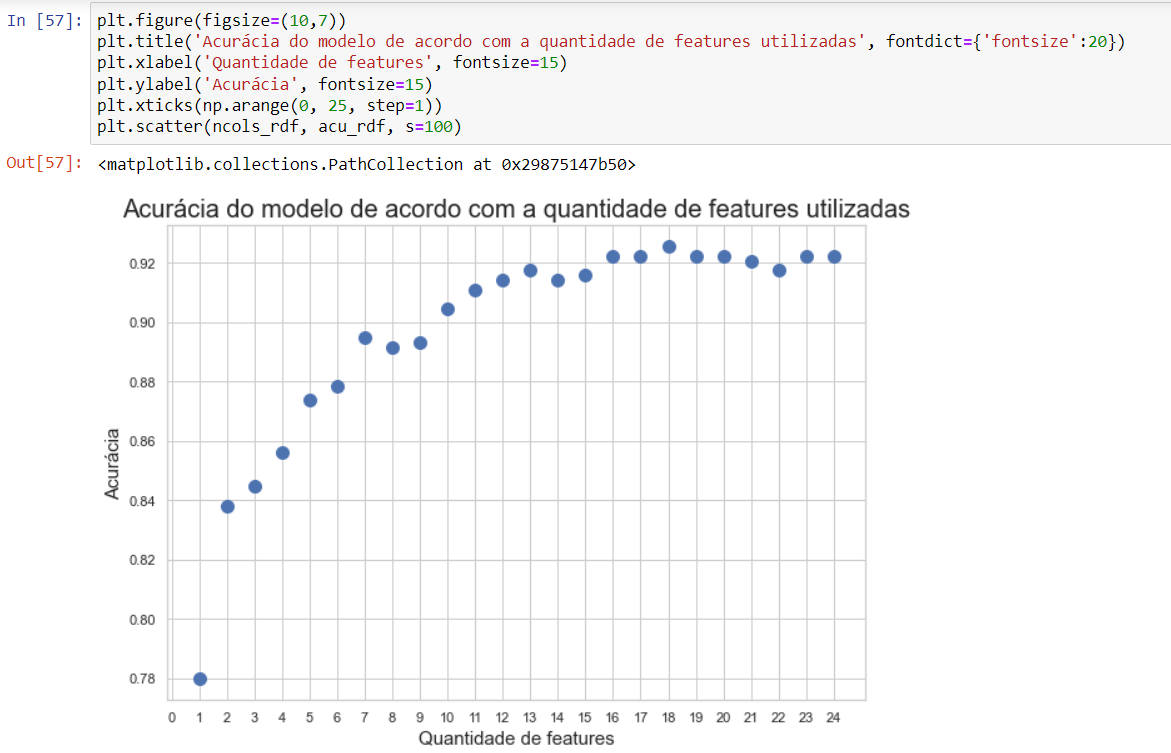 In [57]: plt.figure(figsize=(10,7))
plt.title('Acurácia do modelo de acordo com a quantidade de features utilizadas', fontdict={'fontsize':20})
plt.xlabel('Quantidade de features', fontsize=15)
plt.ylabel('Acurácia', fontsize=15)
plt.xticks(np.arange(0, 25, step=1))
plt.scatter(ncols_rdf, acu_rdf, s=100)
Out[57]: <matplotlib.collections.PathCollection at 0x29875147b50>
Acurácia do modelo de acordo com a quantidade de features utilizadas
Acurácia
0.92
0.90
0.88
0.86
0.84
0.82
0.80
0.78
0 1 2 3 4 5 6 7 8 9 10 11 12 13 14 15 16 17 18 19 20 21 22 23 24
Quantidade de features